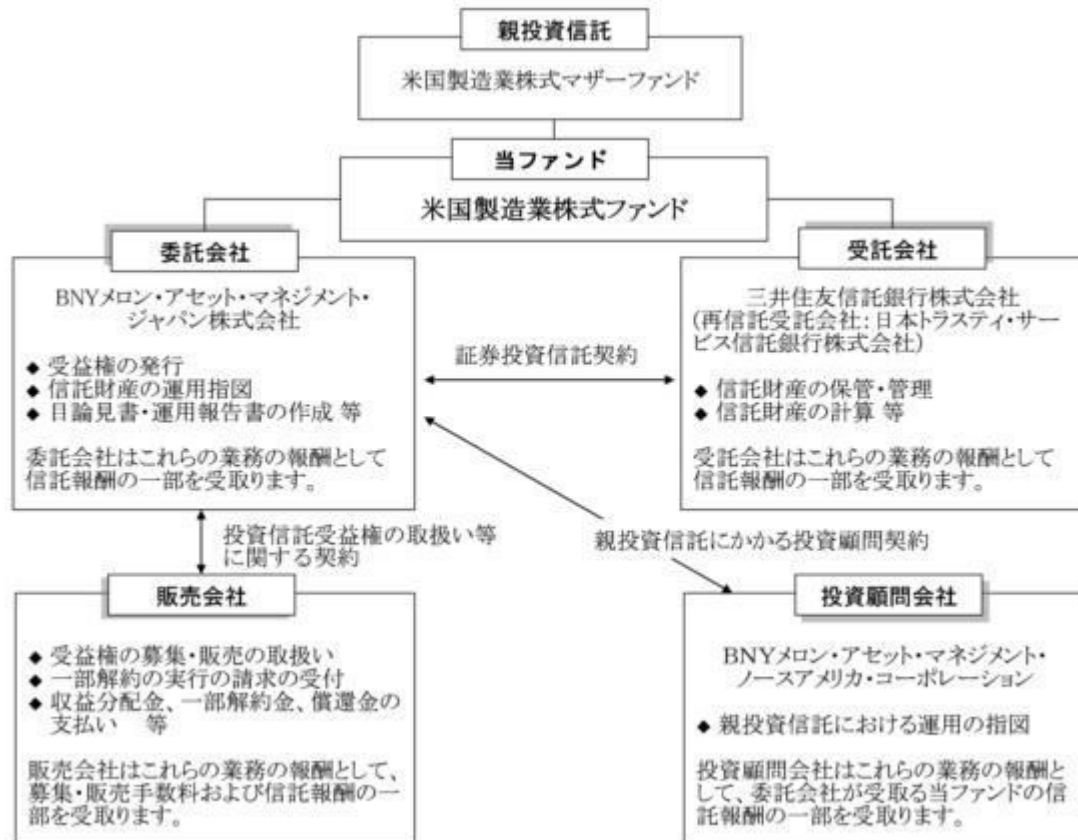 親投資信託
米国製造業株式マザーファンド
当ファンド
米国製造業株式ファンド
委託会社
BNYメロン・アセット・マネジメント・
ジャパン株式会社
◆ 受益権の発行
◆ 信託財産の運用指図
◆ 目論見書・運用報告書の作成 等
委託会社はこれらの業務の報酬として
信託報酬の一部を受取ります。
証券投資信託契約
受託会社
三井住友信託銀行株式会社
(再信託受託会社:日本トラスティ・サー
ビス信託銀行株式会社)
◆ 信託財産の保管・管理
◆ 信託財産の計算 等
受託会社はこれらの業務の報酬として
信託報酬の一部を受取ります。
投資信託受益権の取扱い等
に関する契約
親投資信託にかかる投資顧問契約
販売会社
◆ 受益権の募集・販売の取扱い
◆ 一部解約の実行の請求の受付
◆ 収益分配金、一部解約金、償還金の
支払い 等
販売会社はこれらの業務の報酬として、
募集・販売手数料および信託報酬の一
部を受取ります。
投資顧問会社
BNYメロン・アセット・マネジメント・
ノースアメリカ・コーポレーション
◆ 親投資信託における運用の指図
投資顧問会社はこれらの業務の報酬と
して、委託会社が受取る当ファンドの信
託報酬の一部を受取ります。